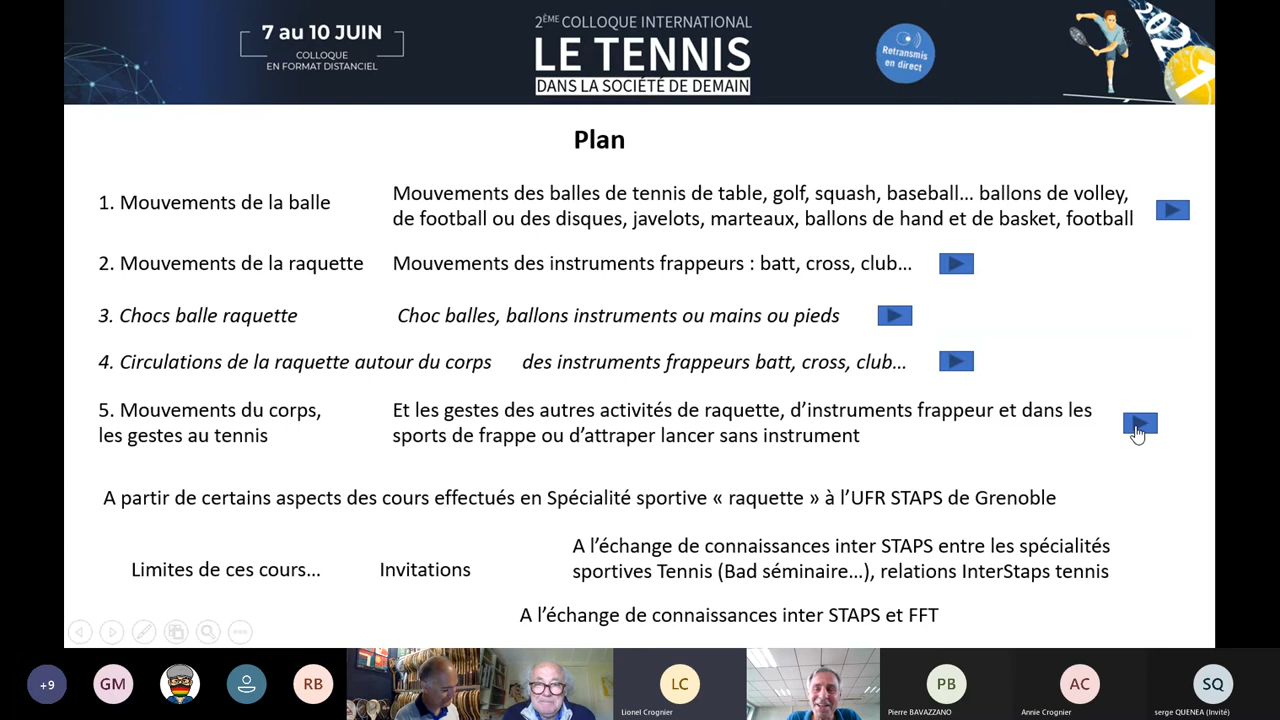 7 au 10 JUIN
COLLOQUE
EN FORMAT DISTANCIEL
2ÈME COLLOQUE INTERNATIONAL
LE TENNIS
DANS LA SOCIÉTÉ DE DEMAIN
Retransmis
en direct
2021
Plan
1. Mouvements de la balle
Mouvements des balles de tennis de table, golf, squash, baseball... ballons de volley,
de football ou des disques, javelots, marteaux, ballons de hand et de basket, football
2. Mouvements de la raquette
Mouvements des instruments frappeurs : batt, cross, club...
3. Chocs balle raquette
Choc balles, ballons instruments ou mains ou pieds
4. Circulations de la raquette autour du corps
des instruments frappeurs batt, cross, club...
5. Mouvements du corps,
les gestes au tennis
Et les gestes des autres activités de raquette, d'instruments frappeur et dans les
sports de frappe ou d'attraper lancer sans instrument
A partir de certains aspects des cours effectués en Spécialité sportive « raquette » à l'UFR STAPS de Grenoble
Limites de ces cours...
Invitations
A l'échange de connaissances inter STAPS entre les spécialités
sportives Tennis (Bad séminaire...), relations InterStaps tennis
A l'échange de connaissances inter STAPS et FFT
+9
GM
RB
LC
Lionel Crognier
PB
Pierre BAVAZZANO
AC
Annie Crognier
SQ
serge QUENEA (Invité)